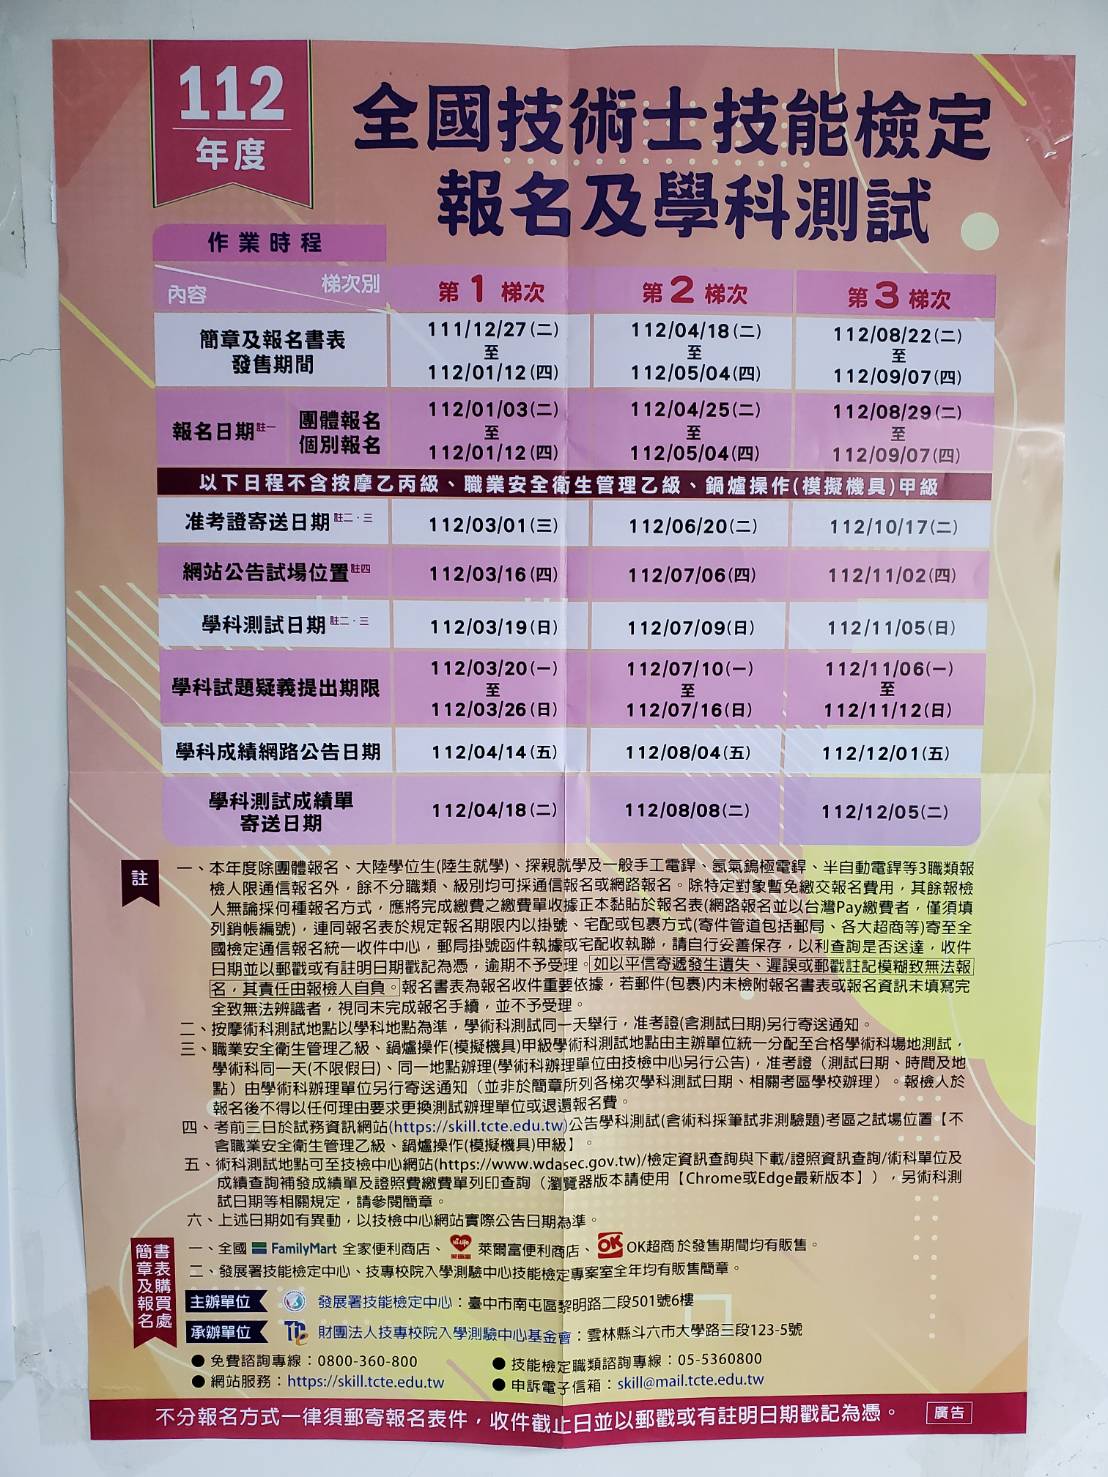 112
年度
全國技術士技能檢定
報名及學科測試
作業時程
內容 梯次別 第1梯次 第2梯次 第3梯次
簡章及報名書表
發售期間
111/12/27(二) 至 112/01/12(四)
112/04/18(二) 至 112/05/04(四)
112/08/22(二) 至 112/09/07(四)
報名日期註一 團體報名
個別報名
112/01/03(二) 至 112/01/12(四)
112/04/25(二) 至 112/05/04(四)
112/08/29(二) 至 112/09/07(四)
以下日程不含按摩乙丙級、職業安全衛生管理乙級、鍋爐操作(模擬機具)甲級
准考證寄送日期註二、三 112/03/01(三) 112/06/20(二) 112/10/17(二)
網站公告試場位置註四 112/03/16(四) 112/07/06(四) 112/11/02(四)
學科測試日期註二、三 112/03/19(日) 112/07/09(日) 112/11/05(日)
學科試題疑義提出期限
112/03/20(一) 至 112/03/26(日)
112/07/10(一) 至 112/07/16(日)
112/11/06(一) 至 112/11/12(日)
學科成績網路公告日期 112/04/14(五) 112/08/04(五) 112/12/01(五)
學科測試成績單
寄送日期
112/04/18(二) 112/08/08(二) 112/12/05(二)
註
一、本年度除團體報名、大陸學位生(陸生就學)、探親就學及一般手工電銲、氬氣鎢極電銲、半自動電銲等3職類報
檢人限通信報名外，餘不分職類、級別均可採通信報名或網路報名。除特定對象暫免繳交報名費用，其餘報檢
人無論採何種報名方式，應將完成繳費之繳費單收據正本黏貼於報名表(網路報名並以台灣Pay繳費者，僅須填
列銷帳編號)，連同報名表於規定報名期限內以掛號、宅配或包裹方式(寄件管道包括郵局、各大超商等)寄至全
國檢定通信報名統一收件中心，郵局掛號函件執據或宅配收執聯，請自行妥善保存，以利查詢是否送達，收件
日期並以郵戳或有註明日期戳記為憑，逾期不予受理。如以平信寄遞發生遺失、遲誤或郵戳註記模糊致無法報
名，其責任由報檢人自負。報名書表為報名收件重要依據，若郵件(包裹)內未檢附報名書表或報名資訊未填寫完
全致無法辨識者，視同未完成報名手續，並不予受理。
二、按摩術科測試地點以學科地點為準，學術科測試同一天舉行，准考證(含測試日期)另行寄送通知。
三、職業安全衛生管理乙級、鍋爐操作(模擬機具)甲級學術科測試地點由主辦單位統一分配至合格學術科場地測試，
學術科同一天(不限假日)、同一地點辦理(學術科辦理單位由技檢中心另行公告)，准考證（測試日期、時間及地
點）由學術科辦理單位另行寄送通知（並非於簡章所列各梯次學科測試日期、相關考區學校辦理）。報檢人於
報名後不得以任何理由要求更換測試辦理單位或退還報名費。
四、考前三日於試務資訊網站(https://skill.tcte.edu.tw)公告學科測試(含術科採筆試非測驗題)考區之試場位置【不
含職業安全衛生管理乙級、鍋爐操作(模擬機具)甲級】。
五、術科測試地點可至技檢中心網站(https://www.wdasec.gov.tw)/檢定資訊查詢與下載/證照資訊查詢/術科單位及
成績查詢補發成績單及證照費繳費單列印查詢（瀏覽器版本請使用【Chrome或Edge最新版本】），另術科測
試日期等相關規定，請參閱簡章。
六、上述日期如有異動，以技檢中心網站實際公告日期為準。
簡章及報名書表購買處
一、全國 FamilyMart 全家便利商店、Hi-Life 萊爾富 萊爾富便利商店、OK OK超商於發售期間均有販售。
二、發展署技能檢定中心、技專校院入學測驗中心技能檢定專案室全年均有販售簡章。
主辦單位 發展署技能檢定中心：臺中市南屯區黎明路二段501號6樓
承辦單位 財團法人技專校院入學測驗中心基金會：雲林縣斗六市大學路三段123-5號
●免費諮詢專線：0800-360-800 ●技能檢定職類諮詢專線：05-5360800
●網站服務：https://skill.tcte.edu.tw ●申訴電子信箱：skill@mail.tcte.edu.tw
不分報名方式一律須郵寄報名表件，收件截止日並以郵戳或有註明日期戳記為憑。 廣告